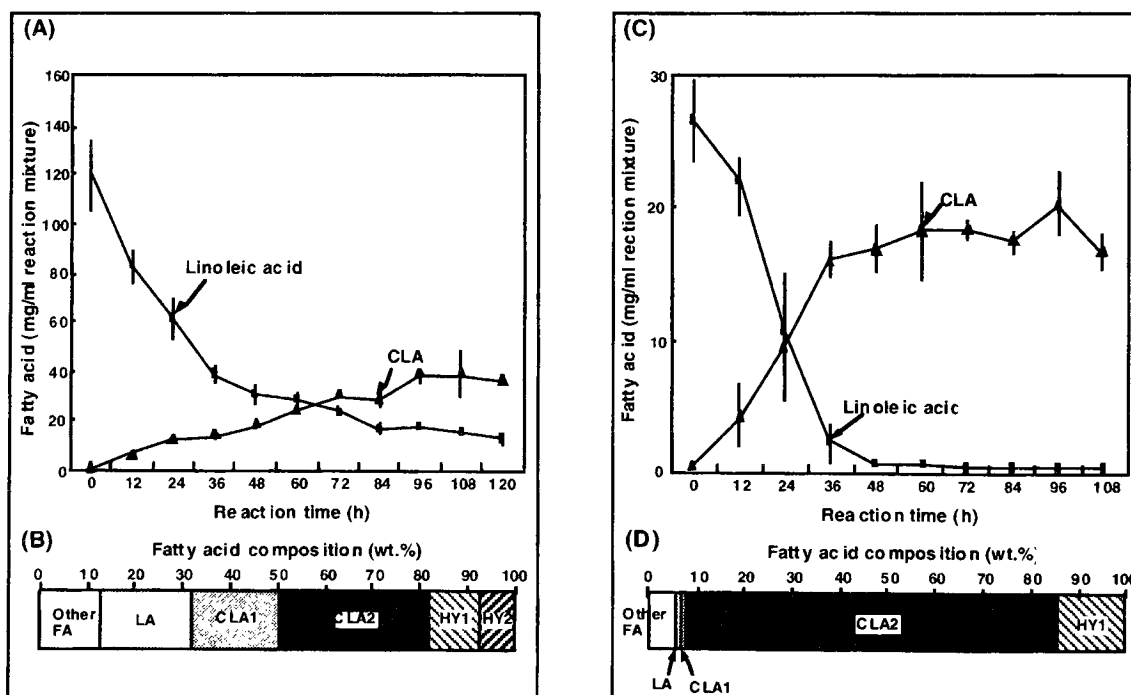 (A)
160
140
120
100
80
60
40
20
0
Fatty acid (mg/ml reaction mixture)
Linoleic acid
CLA
0 12 24 36 48 60 72 84 96 108 120
Reaction time (h)
(B)
Fatty acid composition (wt.%)
0 10 20 30 40 50 60 70 80 90 100
Other FA
LA
CLA1
CLA2
HY1
HY2
(C)
30
20
10
0
Fatty acid (mg/ml rection mixture)
CLA
Linoleic acid
0 12 24 36 48 60 72 84 96 108
Reaction time (h)
(D)
Fatty acid composition (wt.%)
0 10 20 30 40 50 60 70 80 90 100
Other
FA
CLA2
HY1
LA
CLA1